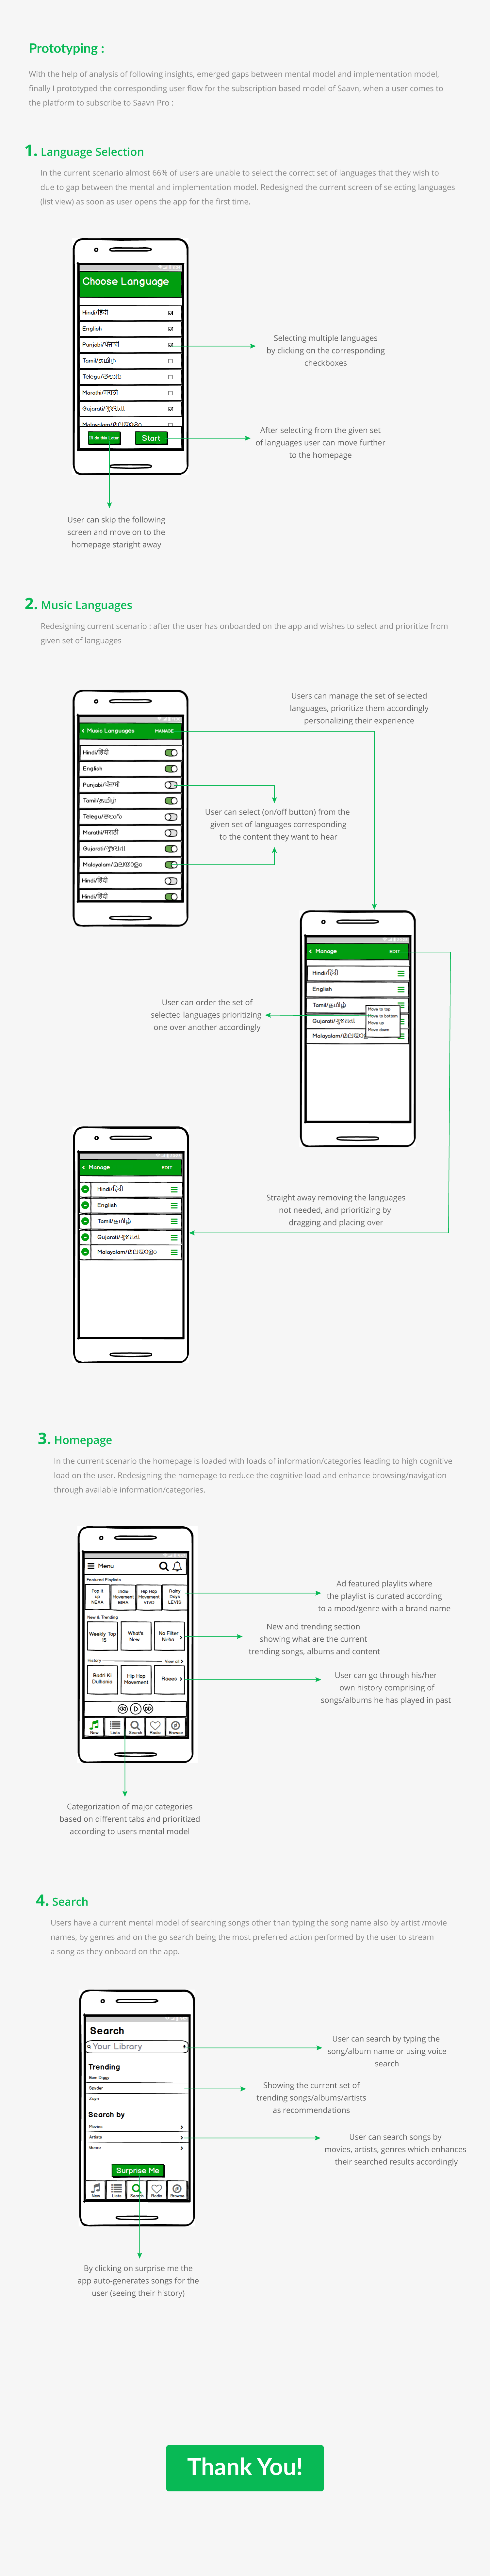 Prototyping :
With the help of analysis of following insights, emerged gaps between mental model and implementation model,
finally I prototyped the corresponding user flow for the subscription based model of Saavn, when a user comes to
the platform to subscribe to Saavn Pro :
1. Language Selection
In the current scenario almost 66% of users are unable to select the correct set of languages that they wish to
due to gap between the mental and implementation model. Redesigned the current screen of selecting languages
(list view) as soon as user opens the app for the first time.
Choose Language
Hindi/हिंदी
English
Punjabi/ਪੰਜਾਬੀ
Tamil/தமிழ்
Telegu/తెలుగు
Marathi/मराठी
Gujarati/ગુજરાતી
Malayalam/മലയാളം
I'll do this Later
Start
Selecting multiple languages
by clicking on the corresponding
checkboxes
After selecting from the given set
of languages user can move further
to the homepage
User can skip the following
screen and move on to the
homepage staright away
2. Music Languages
Redesigning current scenario : after the user has onboarded on the app and wishes to select and prioritize from
given set of languages
Users can manage the set of selected
languages, prioritize them accordingly
personalizing their experience
< Music Languages MANAGE
Hindi/हिंदी
English
Punjabi/ਪੰਜਾਬੀ
Tamil/தமிழ்
Telegu/తెలుగు
Marathi/मराठी
Gujarati/ગુજરાતી
Malayalam/മലയാളം
Hindi/हिंदी
Hindi/हिंदी
User can select (on/off button) from the
given set of languages corresponding
to the content they want to hear
< Manage EDIT
Hindi/हिंदी
English
Tamil/தமிழ்
Gujarati/ગુજરાતી
Malayalam/മലയാളം
Move to top
Move to bottom
Move up
Move down
User can order the set of
selected languages prioritizing
one over another accordingly
< Manage EDIT
Hindi/हिंदी
English
Tamil/தமிழ்
Gujarati/ગુજરાતી
Malayalam/മലയാളം
Straight away removing the languages
not needed, and prioritizing by
dragging and placing over
3. Homepage
In the current scenario the homepage is loaded with loads of information/categories leading to high cognitive
load on the user. Redesigning the homepage to reduce the cognitive load and enhance browsing/navigation
through available information/categories.
Menu
Featured Playlists
Pop it
up
NEXA
Indie
Movement
BIRA
Hip Hop
Movement
VIVO
Rainy
Days
LEVIS
New & Trending
Weekly Top
15
What's
New
No Filter
Neha >
History View all >
Badri Ki
Dulhania
Hip Hop
Movement
Raees >
New Lists Search Radio Browse
Ad featured playlits where
the playlist is curated according
to a mood/genre with a brand name
New and trending section
showing what are the current
trending songs, albums and content
User can go through his/her
own history comprising of
songs/albums he has played in past
Categorization of major categories
based on different tabs and prioritized
according to users mental model
4. Search
Users have a current mental model of searching songs other than typing the song name also by artist /movie
names, by genres and on the go search being the most preferred action performed by the user to stream
a song as they onboard on the app.
Search
Your Library
Trending
Bom Diggy
Spyder
Zayn
Search by
Movies >
Artists >
Genre >
Surprise Me
New Lists Search Radio Browse
User can search by typing the
song/album name or using voice
search
Showing the current set of
trending songs/albums/artists
as recommendations
User can search songs by
movies, artists, genres which enhances
their searched results accordingly
By clicking on surprise me the
app auto-generates songs for the
user (seeing their history)
Thank You!